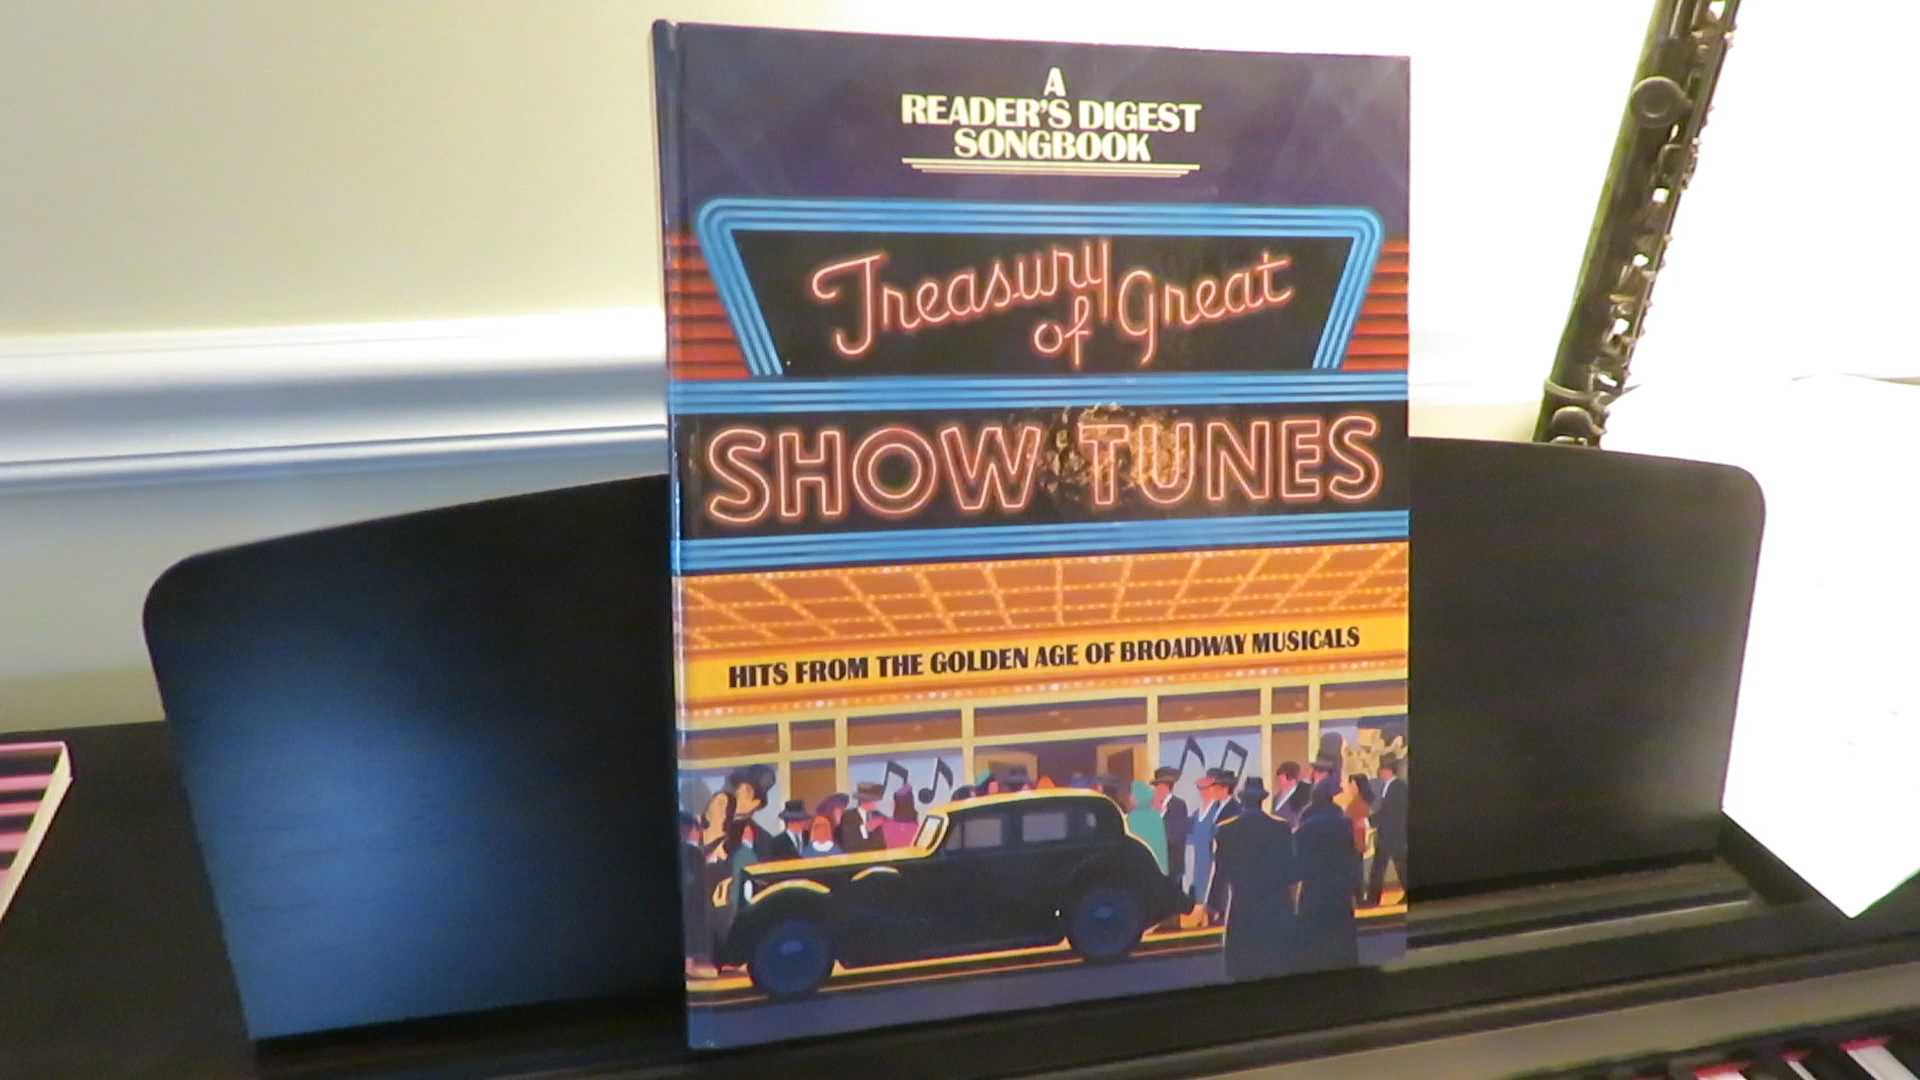 A
READER'S DIGEST
SONGBOOK
Treasury of Great
SHOW TUNES
HITS FROM THE GOLDEN AGE OF BROADWAY MUSICALS